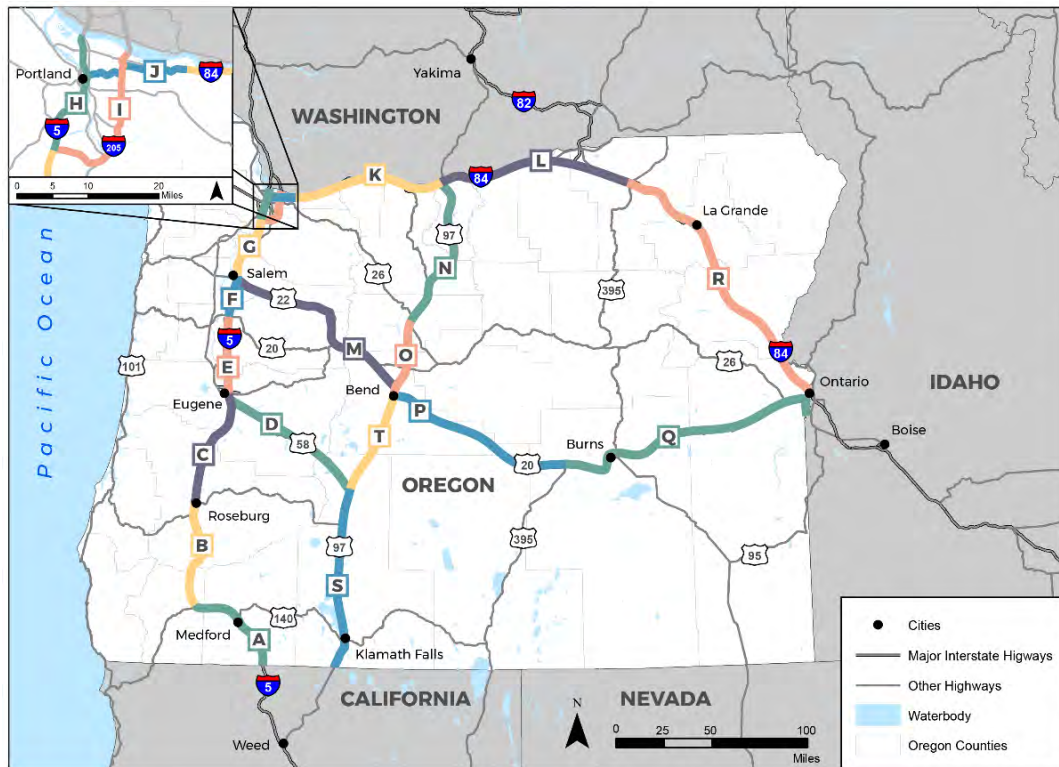 Portland
J
84
H
I
5
205
0 5 10 20
Miles
Yakima
82
WASHINGTON
K
84
L
La Grande
G
97
N
26
395
R
Salem
F
22
5
20
M
O
84
101
E
26
Ontario
IDAHO
Bend
P
Eugene
D
T
Burns
Q
Boise
58
C
20
OREGON
Pacific Ocean
Roseburg
B
97
395
95
S
140
Medford
A
Klamath Falls
5
CALIFORNIA
NEVADA
Weed
N
0 25 50 100
Miles
Cities
Major Interstate Higways
Other Highways
Waterbody
Oregon Counties